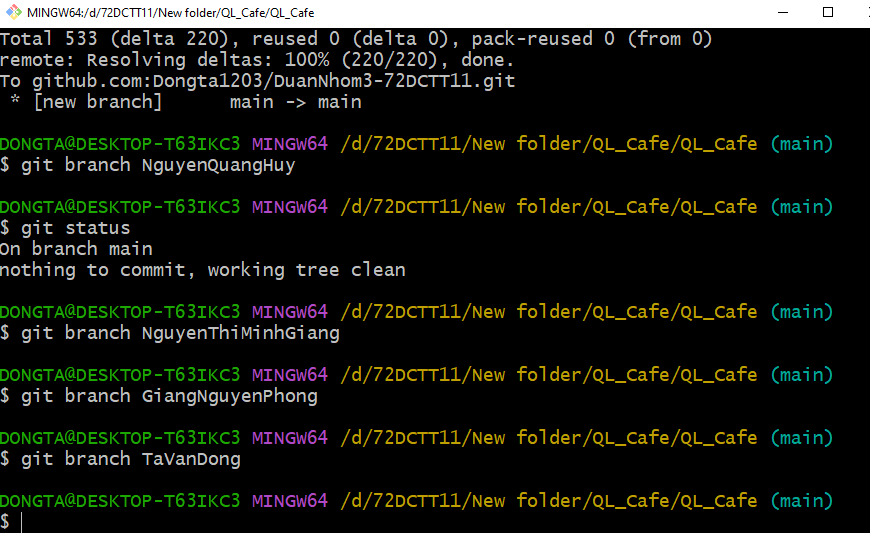 MINGW64:/d/72DCTT11/New folder/QL_Cafe/QL_Cafe
Total 533 (delta 220), reused 0 (delta 0), pack-reused 0 (from 0)
remote: Resolving deltas: 100% (220/220), done.
To github.com:Dongta1203/DuanNhom3-72DCTT11.git
 * [new branch]      main -> main

DONGTA@DESKTOP-T63IKC3 MINGW64 /d/72DCTT11/New folder/QL_Cafe/QL_Cafe (main)
$ git branch NguyenQuangHuy

DONGTA@DESKTOP-T63IKC3 MINGW64 /d/72DCTT11/New folder/QL_Cafe/QL_Cafe (main)
$ git status
On branch main
nothing to commit, working tree clean

DONGTA@DESKTOP-T63IKC3 MINGW64 /d/72DCTT11/New folder/QL_Cafe/QL_Cafe (main)
$ git branch NguyenThiMinhGiang

DONGTA@DESKTOP-T63IKC3 MINGW64 /d/72DCTT11/New folder/QL_Cafe/QL_Cafe (main)
$ git branch GiangNguyenPhong

DONGTA@DESKTOP-T63IKC3 MINGW64 /d/72DCTT11/New folder/QL_Cafe/QL_Cafe (main)
$ git branch TaVanDong

DONGTA@DESKTOP-T63IKC3 MINGW64 /d/72DCTT11/New folder/QL_Cafe/QL_Cafe (main)
$